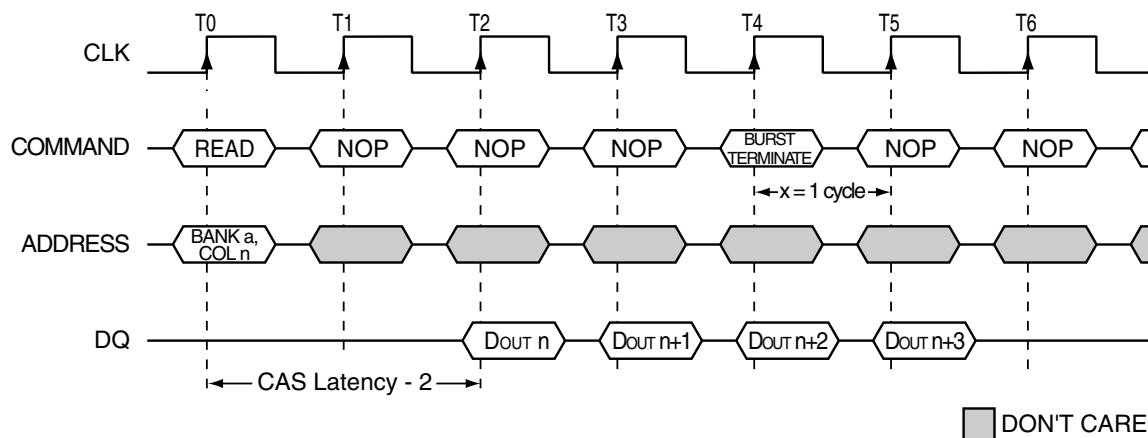 T0 T1 T2 T3 T4 T5 T6
CLK
COMMAND READ NOP NOP NOP BURST TERMINATE NOP NOP
x = 1 cycle
ADDRESS BANK a, COL n
DQ DOUT n DOUT n+1 DOUT n+2 DOUT n+3
CAS Latency - 2
DON'T CARE